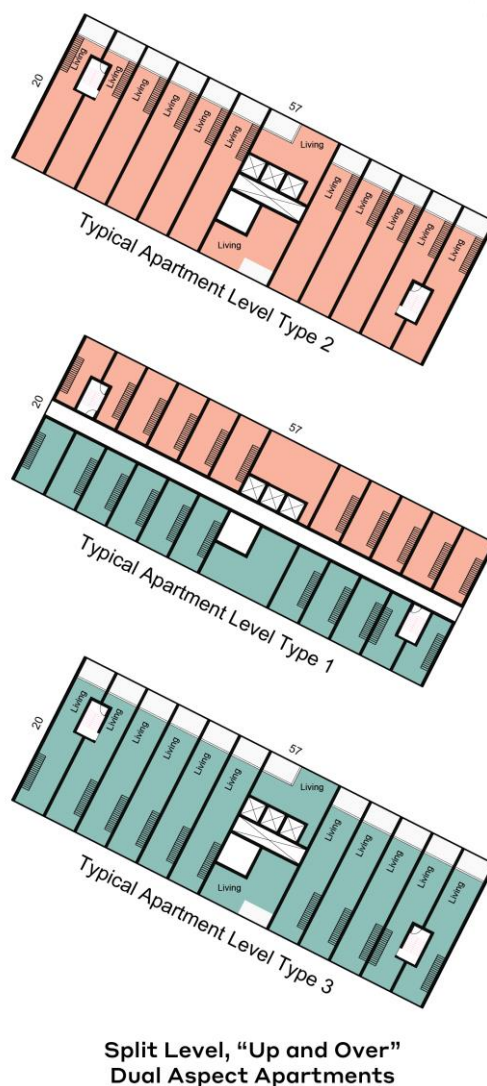 20
57
Living
Living
Living
Living
Living
Living
Living
Living
Living
Living
Living
Living
Living
Typical Apartment Level Type 2
20
57
Typical Apartment Level Type 1
20
57
Living
Living
Living
Living
Living
Living
Living
Living
Living
Living
Living
Living
Living
Typical Apartment Level Type 3
Split Level, “Up and Over”
Dual Aspect Apartments